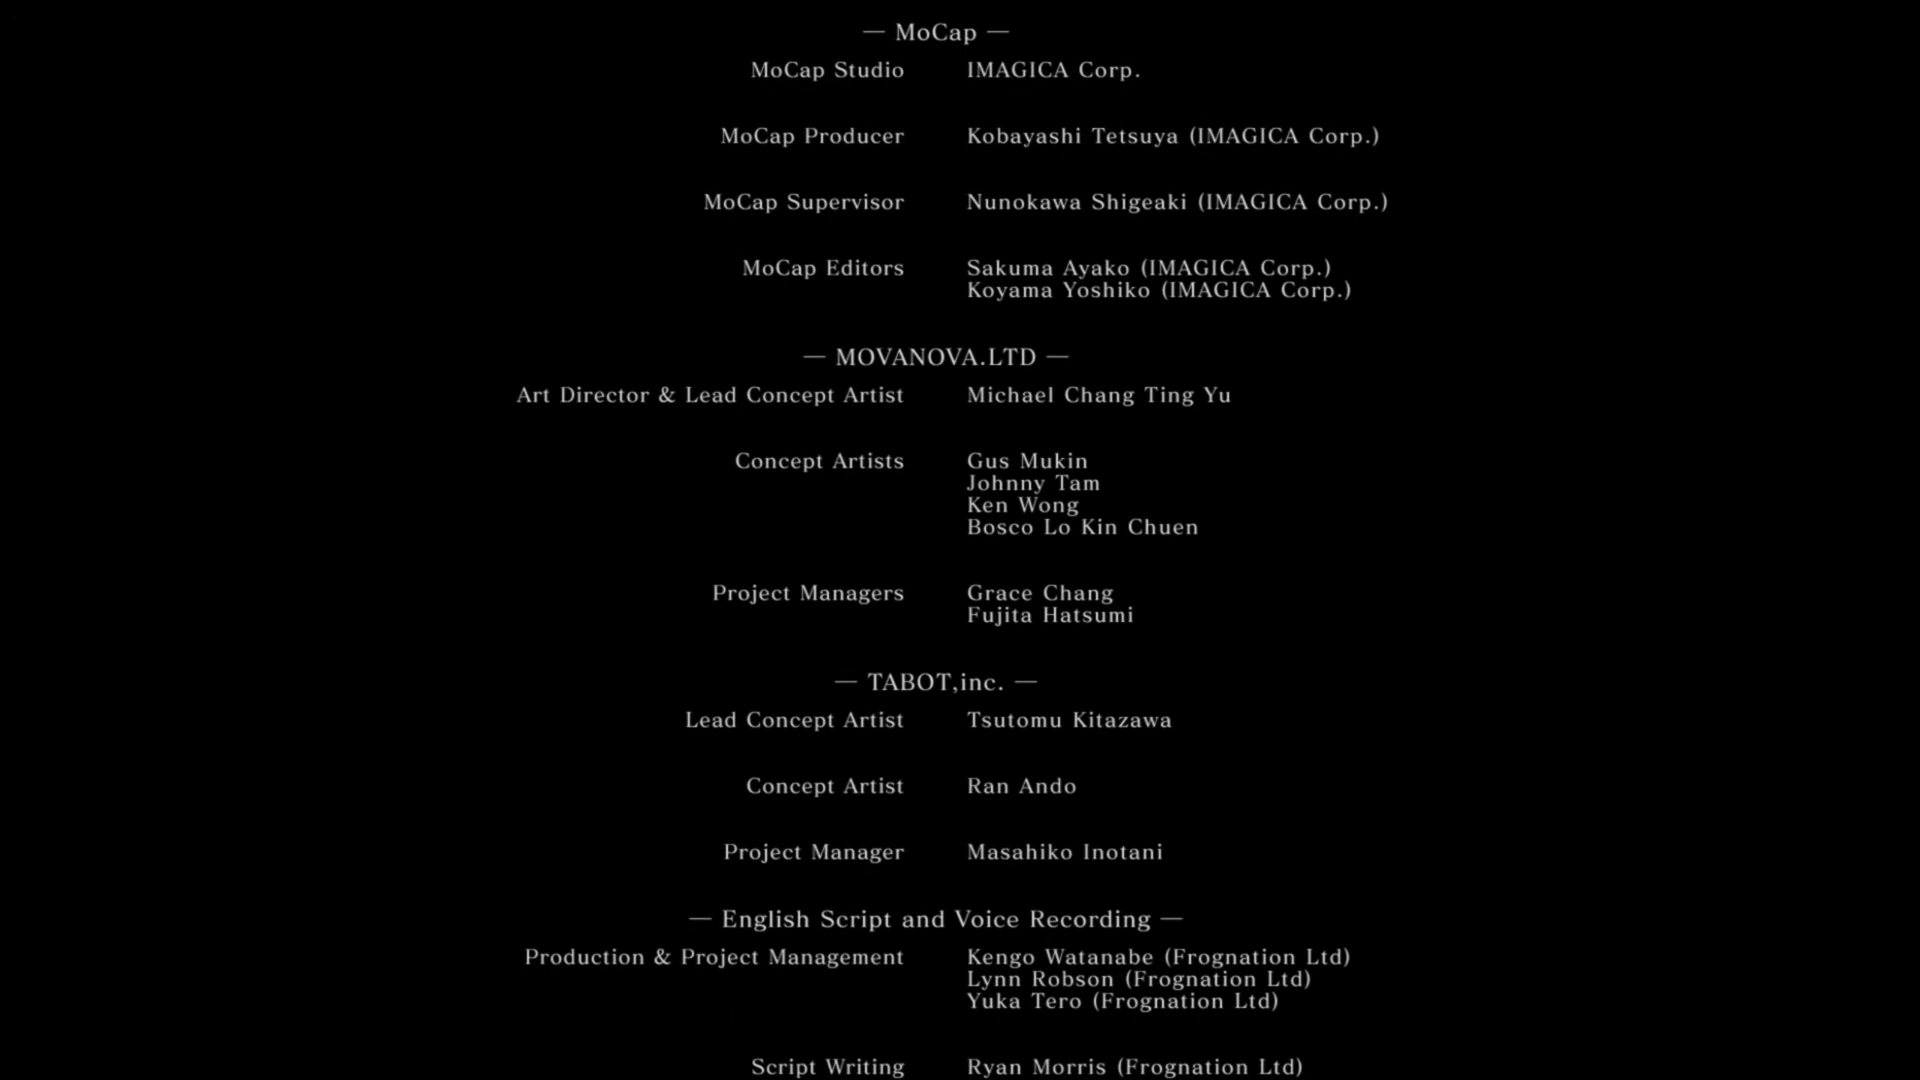 — MoCap —
MoCap Studio IMAGICA Corp.
MoCap Producer Kobayashi Tetsuya (IMAGICA Corp.)
MoCap Supervisor Nunokawa Shigeaki (IMAGICA Corp.)
MoCap Editors Sakuma Ayako (IMAGICA Corp.)
Koyama Yoshiko (IMAGICA Corp.)
— MOVANOVA.LTD —
Art Director & Lead Concept Artist Michael Chang Ting Yu
Concept Artists Gus Mukin
Johnny Tam
Ken Wong
Bosco Lo Kin Chuen
Project Managers Grace Chang
Fujita Hatsumi
— TABOT,inc. —
Lead Concept Artist Tsutomu Kitazawa
Concept Artist Ran Ando
Project Manager Masahiko Inotani
— English Script and Voice Recording —
Production & Project Management Kengo Watanabe (Frognation Ltd)
Lynn Robson (Frognation Ltd)
Yuka Tero (Frognation Ltd)
Script Writing Ryan Morris (Frognation Ltd)